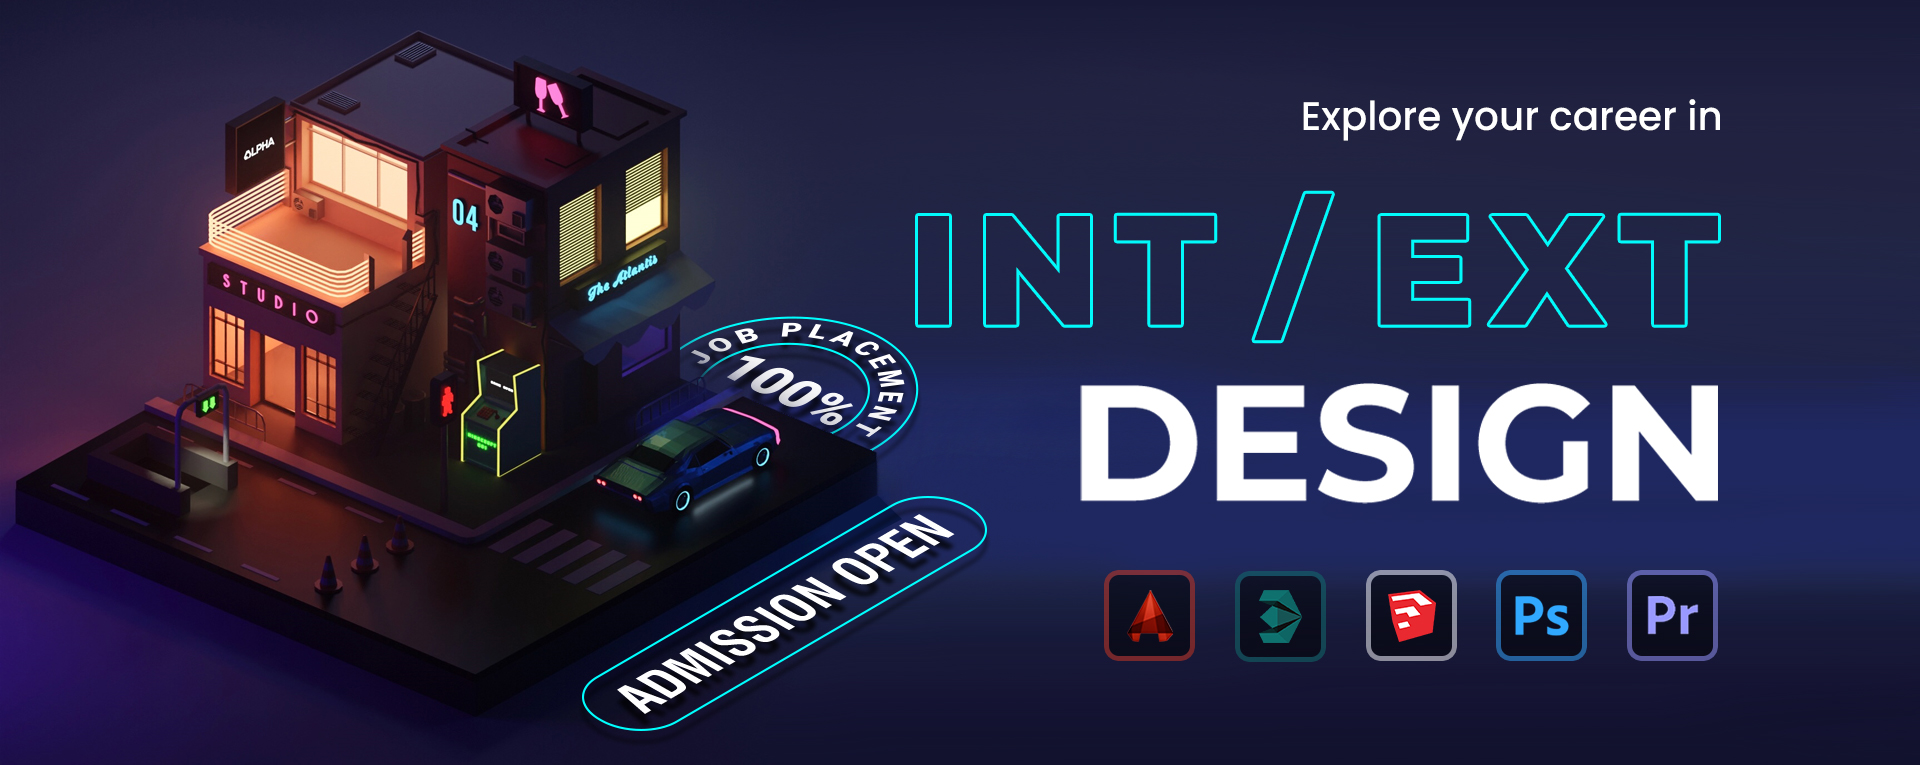 ALPHA
04
The Atlantis
STUDIO
JOB PLACEMENT
100%
ADMISSION OPEN
Explore your career in
INT / EXT
DESIGN
Ps
Pr